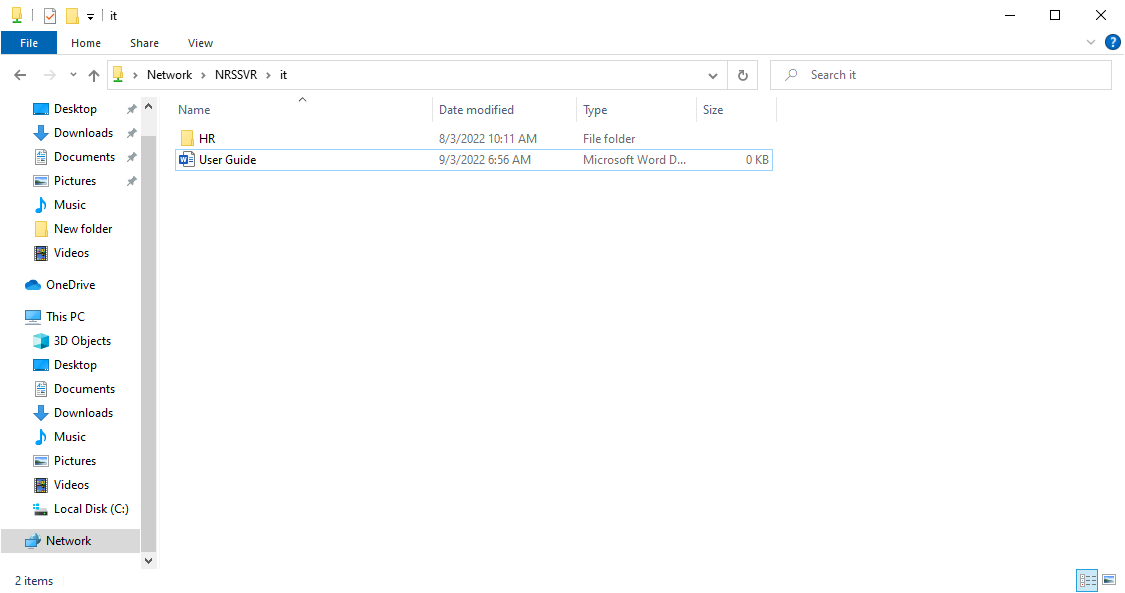 it
File Home Share View
Network NRSSVR it Search it
Name Date modified Type Size
HR 8/3/2022 10:11 AM File folder
User Guide 9/3/2022 6:56 AM Microsoft Word D... 0 KB
Desktop
Downloads
Documents
Pictures
Music
New folder
Videos
OneDrive
This PC
3D Objects
Desktop
Documents
Downloads
Music
Pictures
Videos
Local Disk (C:)
Network
2 items